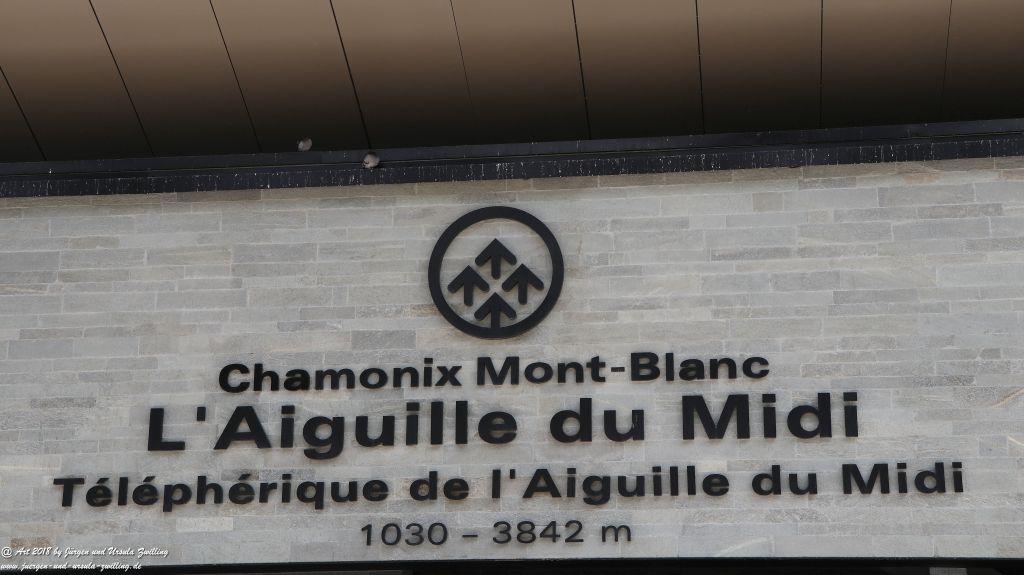 Chamonix Mont-Blanc
L'Aiguille du Midi
Téléphérique de l'Aiguille du Midi
1030 - 3842 m
@ Art 2018 by Jürgen und Ursula Zwilling
www.juergen-und-ursula-zwilling.de